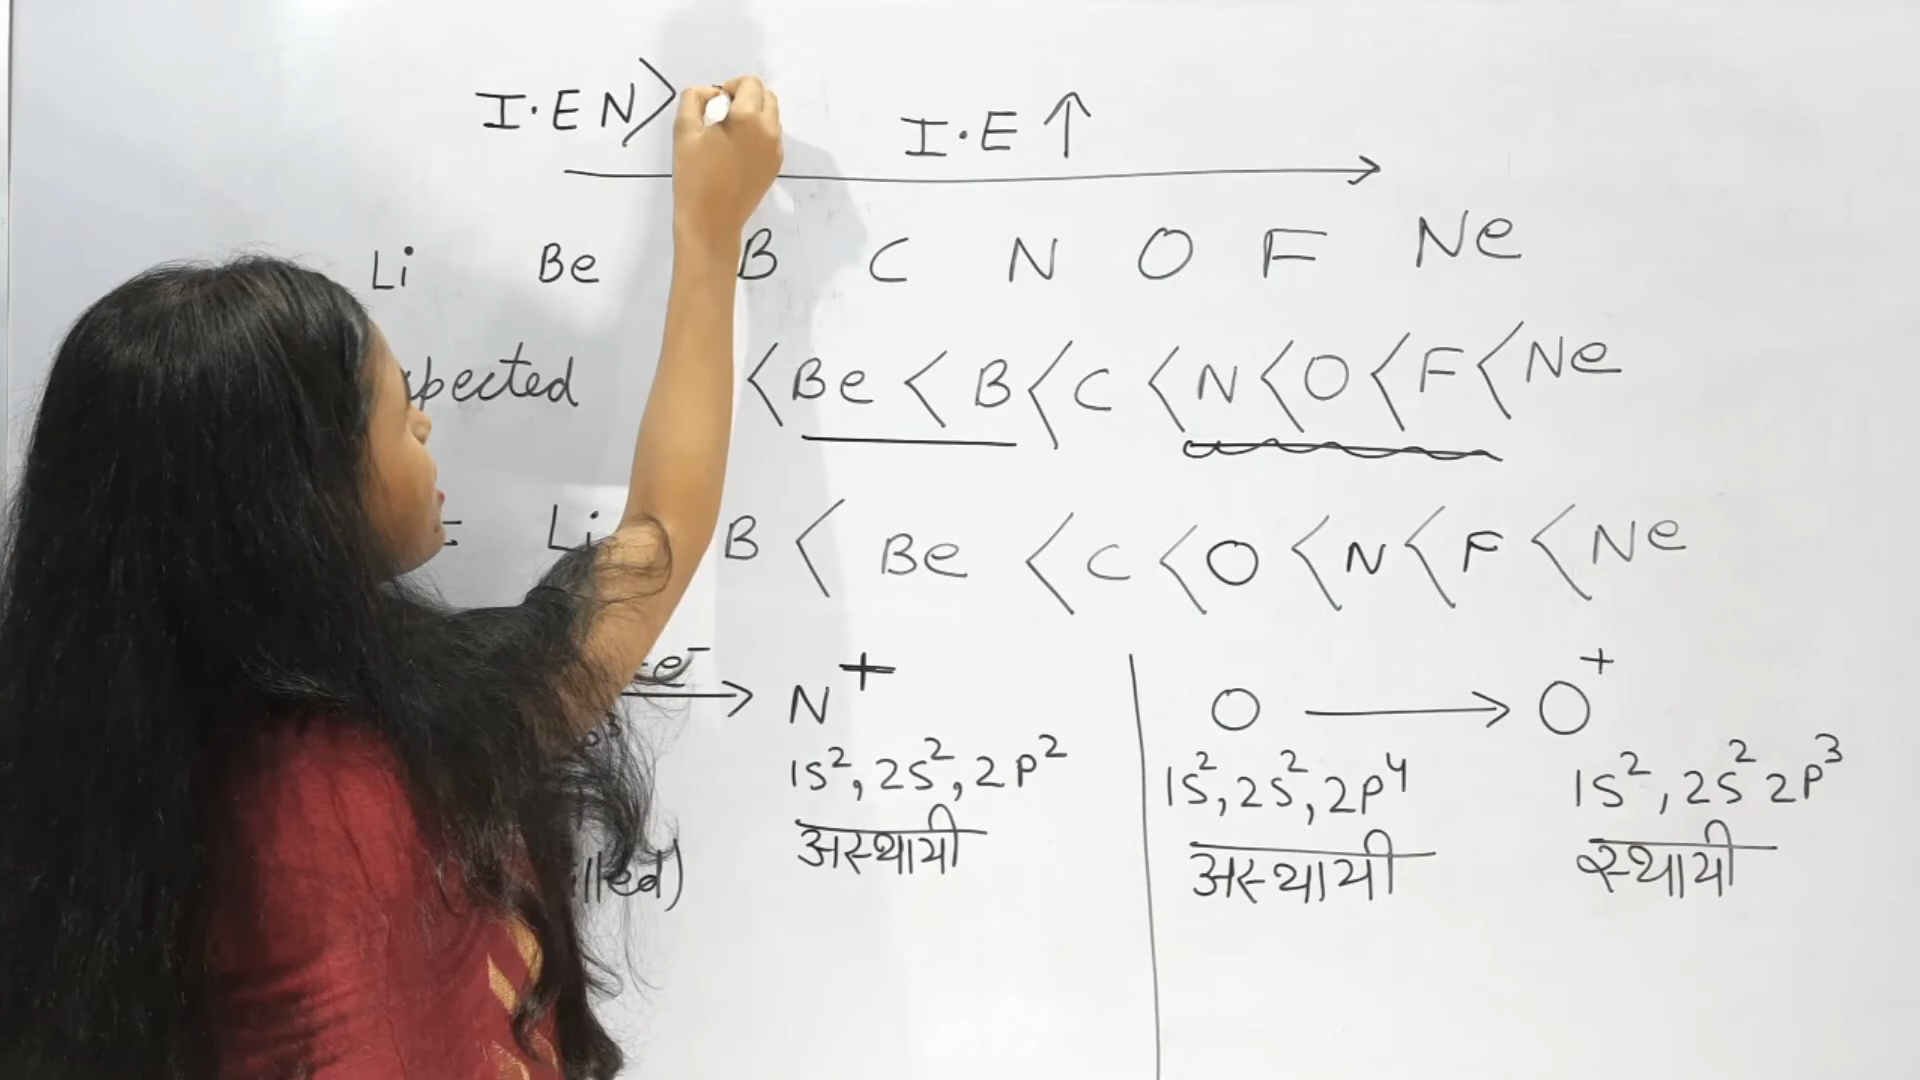 I.E N> I.E ↑
Li Be B C N O F Ne
<Be < B < C < N < O < F < Ne
= Li B < Be < C < O < N < F < Ne
-e⁻ → N⁺ O → O⁺
1s², 2s², 2p² 1s², 2s², 2p⁴ 1s², 2s² 2p³
अस्थायी अस्थायी स्थायी